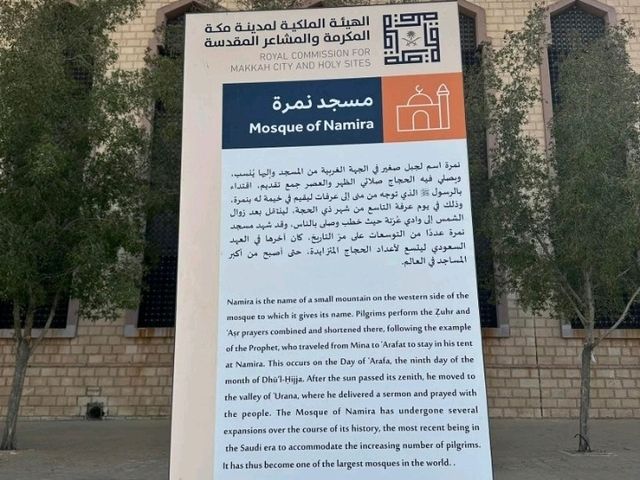 الهيئة الملكية لمدينة مكة
المكرمة والمشاعر المقدسة
ROYAL COMMISSION FOR
MAKKAH CITY AND HOLY SITES
مسجد نمرة
Mosque of Namira
نمرة اسم لجبل صغير في الجهة الغربية من المسجد وإليها يُنسب،
ويصلي فيه الحجاج صلاتي الظهر والعصر جمع تقديم، اقتداء
بالرسول ﷺ الذي توجه من منى إلى عرفات ليقيم في خيمة له بنمرة،
وذلك في يوم عرفة التاسع من شهر ذي الحجة، لينتقل بعد زوال
الشمس إلى وادي عُرَنَة حيث خطب وصلى بالناس، وقد شهد مسجد
نمرة عددًا من التوسعات على مرّ التاريخ، كان آخرها في العهد
السعودي ليتسع لأعداد الحجاج المتزايدة، حتى أصبح من أكبر
المساجد في العالم.
Namira is the name of a small mountain on the western side of the
mosque to which it gives its name. Pilgrims perform the Ẓuhr and
ʿAṣr prayers combined and shortened there, following the example
of the Prophet, who traveled from Mina to ʿArafat to stay in his tent
at Namira. This occurs on the Day of ʿArafa, the ninth day of the
month of Dhū'l-Ḥijja. After the sun passed its zenith, he moved to
the valley of ʿUrana, where he delivered a sermon and prayed with
the people. The Mosque of Namira has undergone several
expansions over the course of its history, the most recent being in
the Saudi era to accommodate the increasing number of pilgrims.
It has thus become one of the largest mosques in the world. .